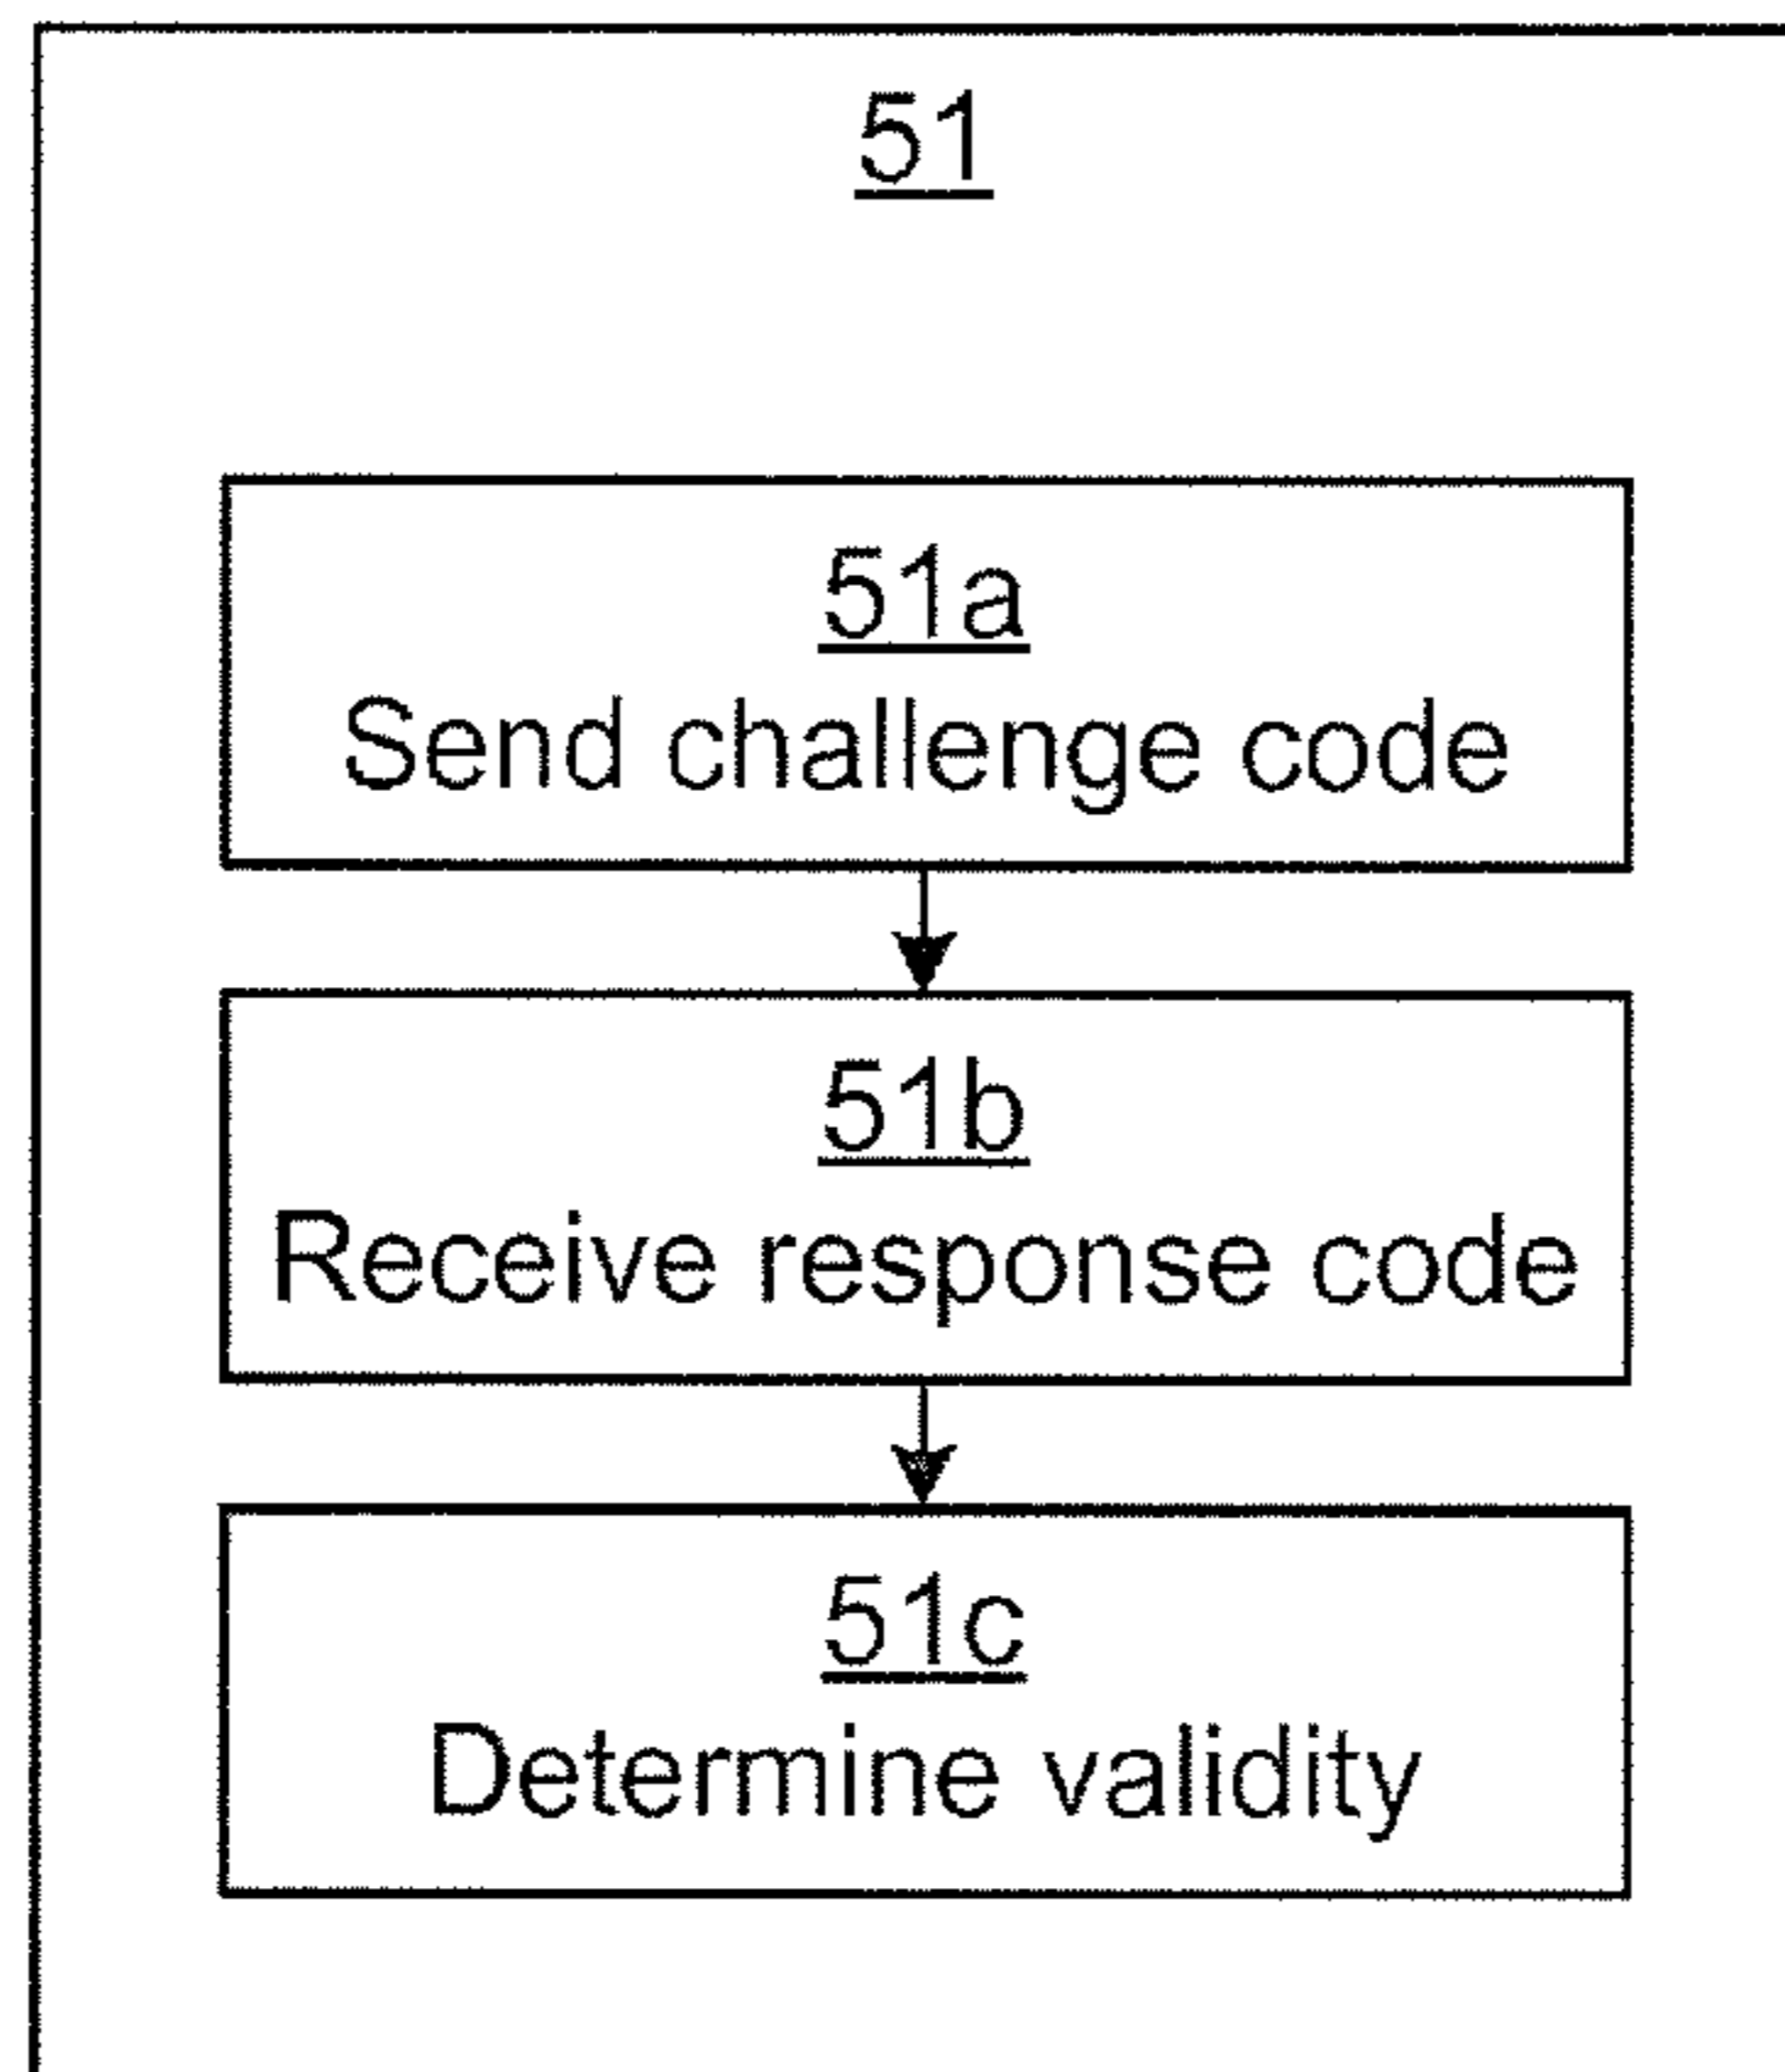 51
51a
Send challenge code
51b
Receive response code
51c
Determine validity